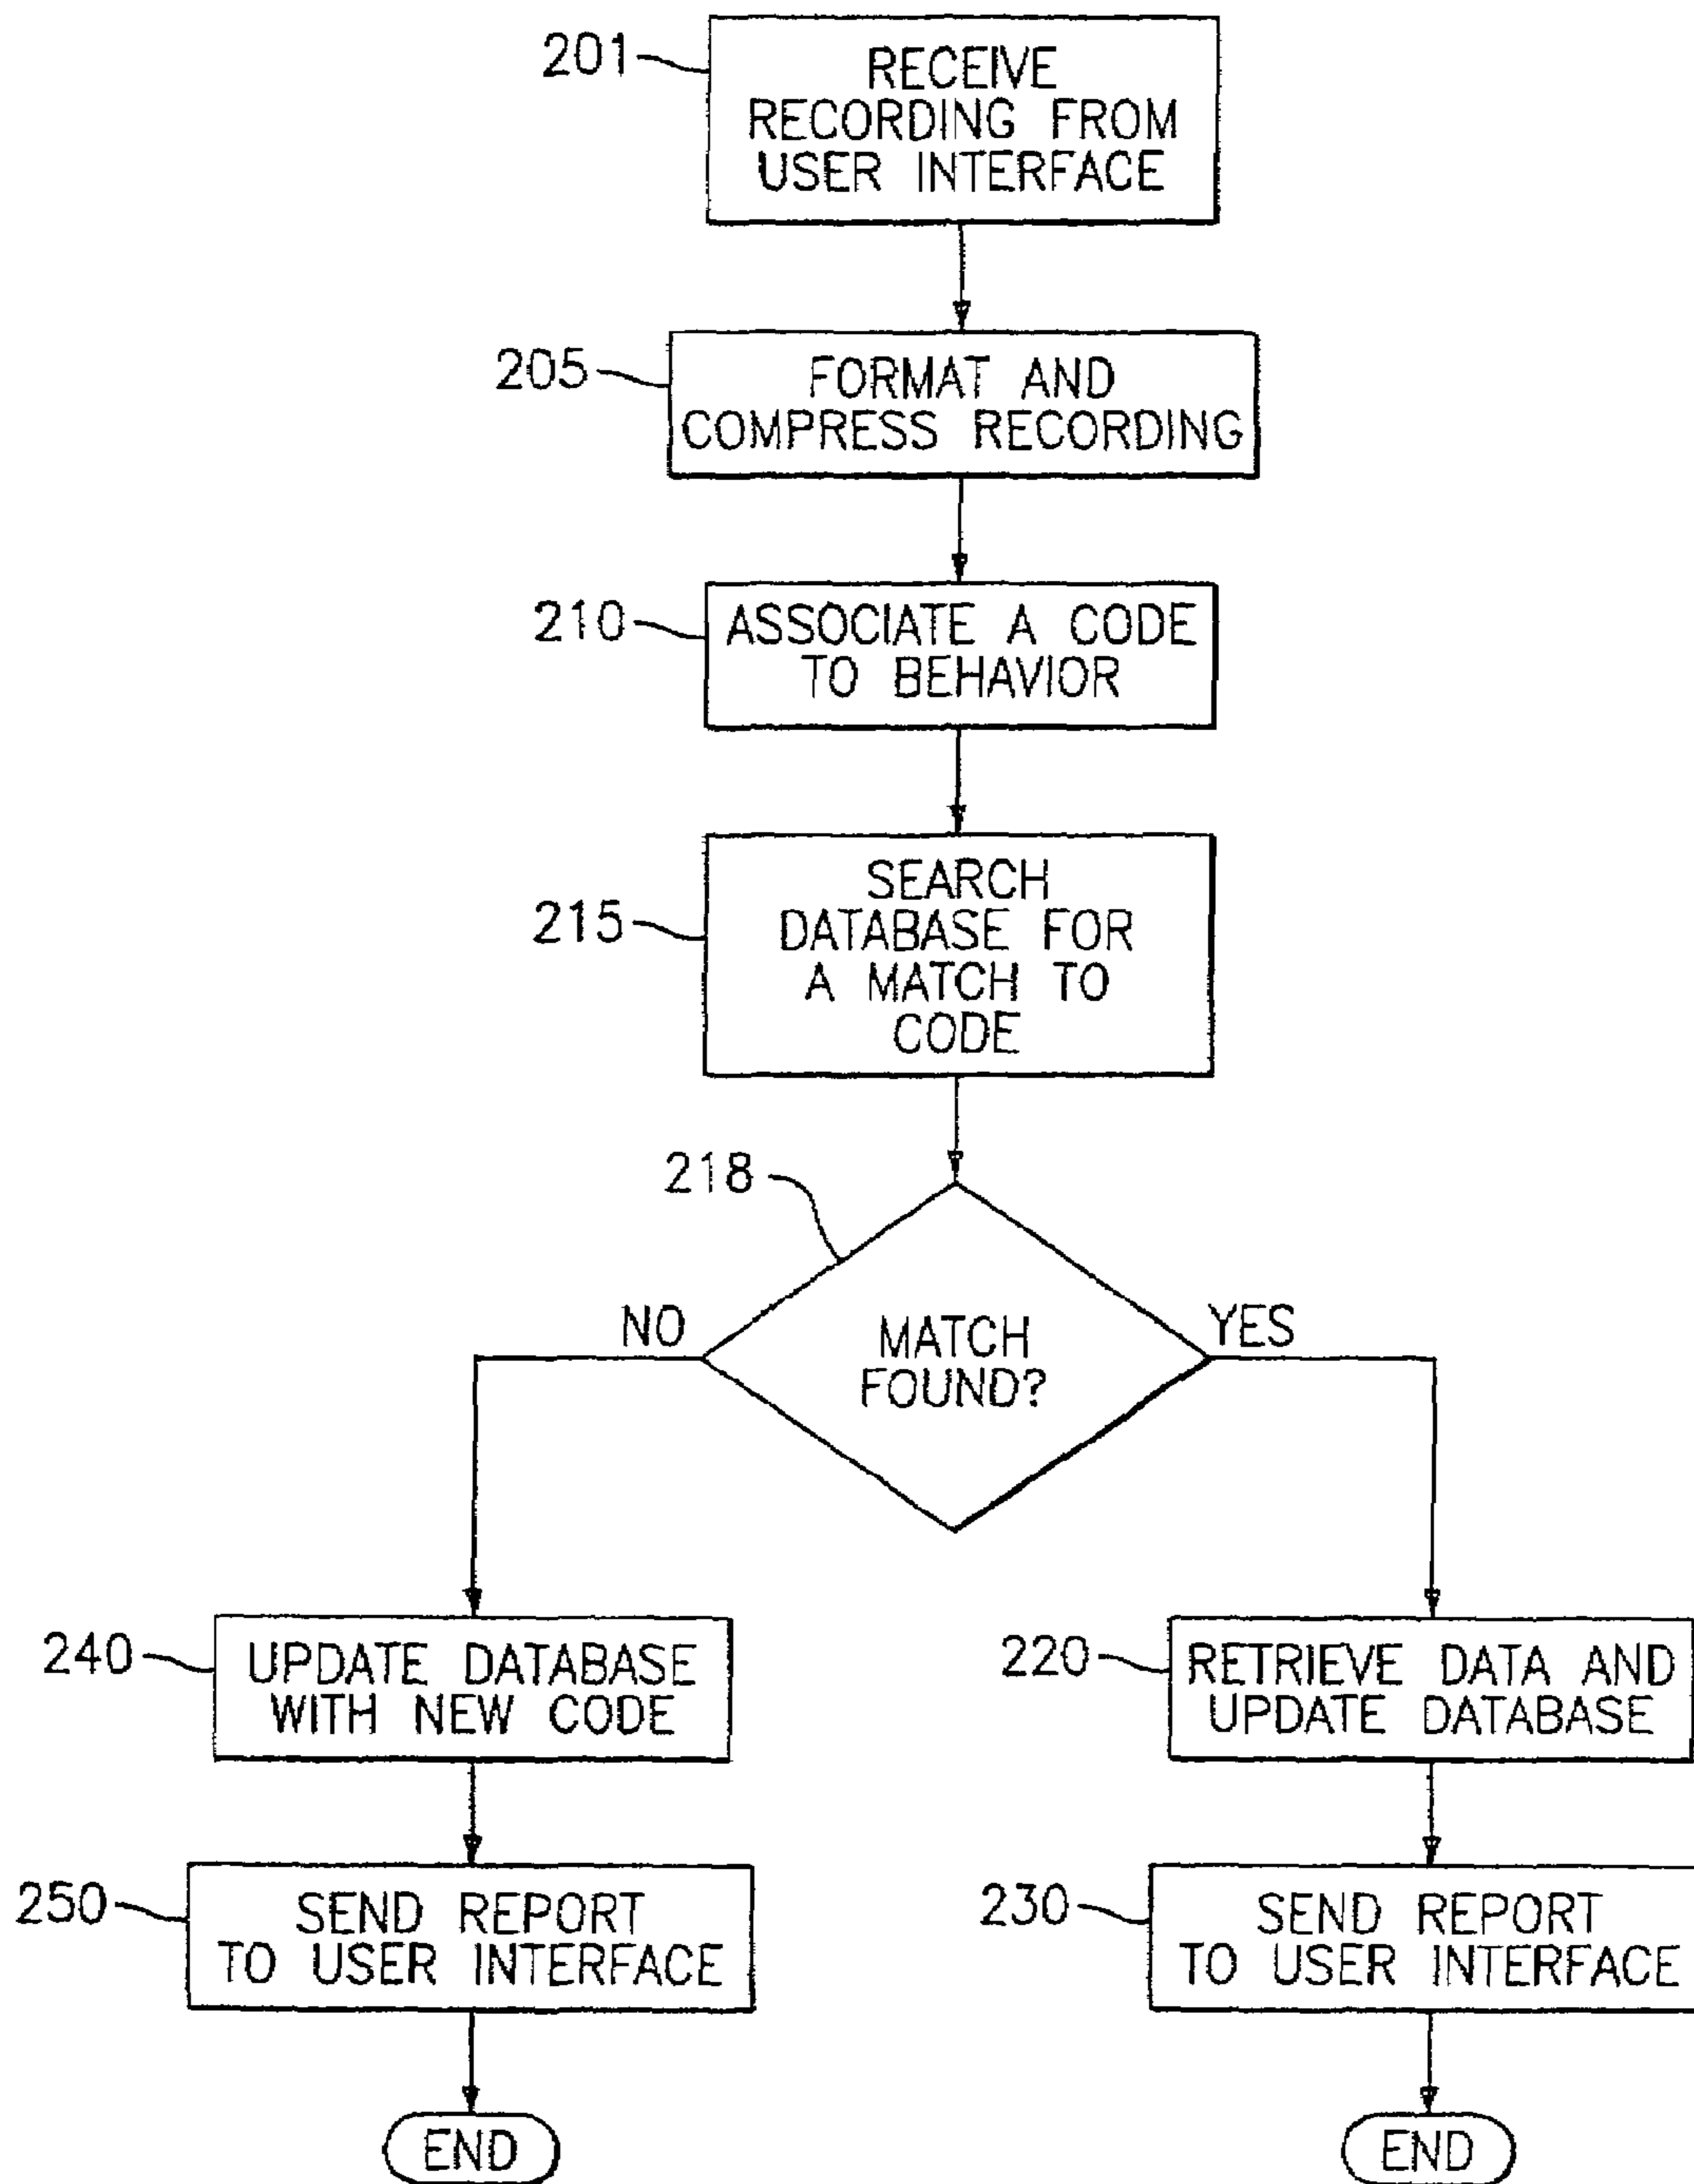 201
RECEIVE
RECORDING FROM
USER INTERFACE
205
FORMAT AND
COMPRESS RECORDING
210
ASSOCIATE A CODE
TO BEHAVIOR
215
SEARCH
DATABASE FOR
A MATCH TO
CODE
218
MATCH
FOUND?
NO
YES
240
UPDATE DATABASE
WITH NEW CODE
220
RETRIEVE DATA AND
UPDATE DATABASE
250
SEND REPORT
TO USER INTERFACE
230
SEND REPORT
TO USER INTERFACE
END
END